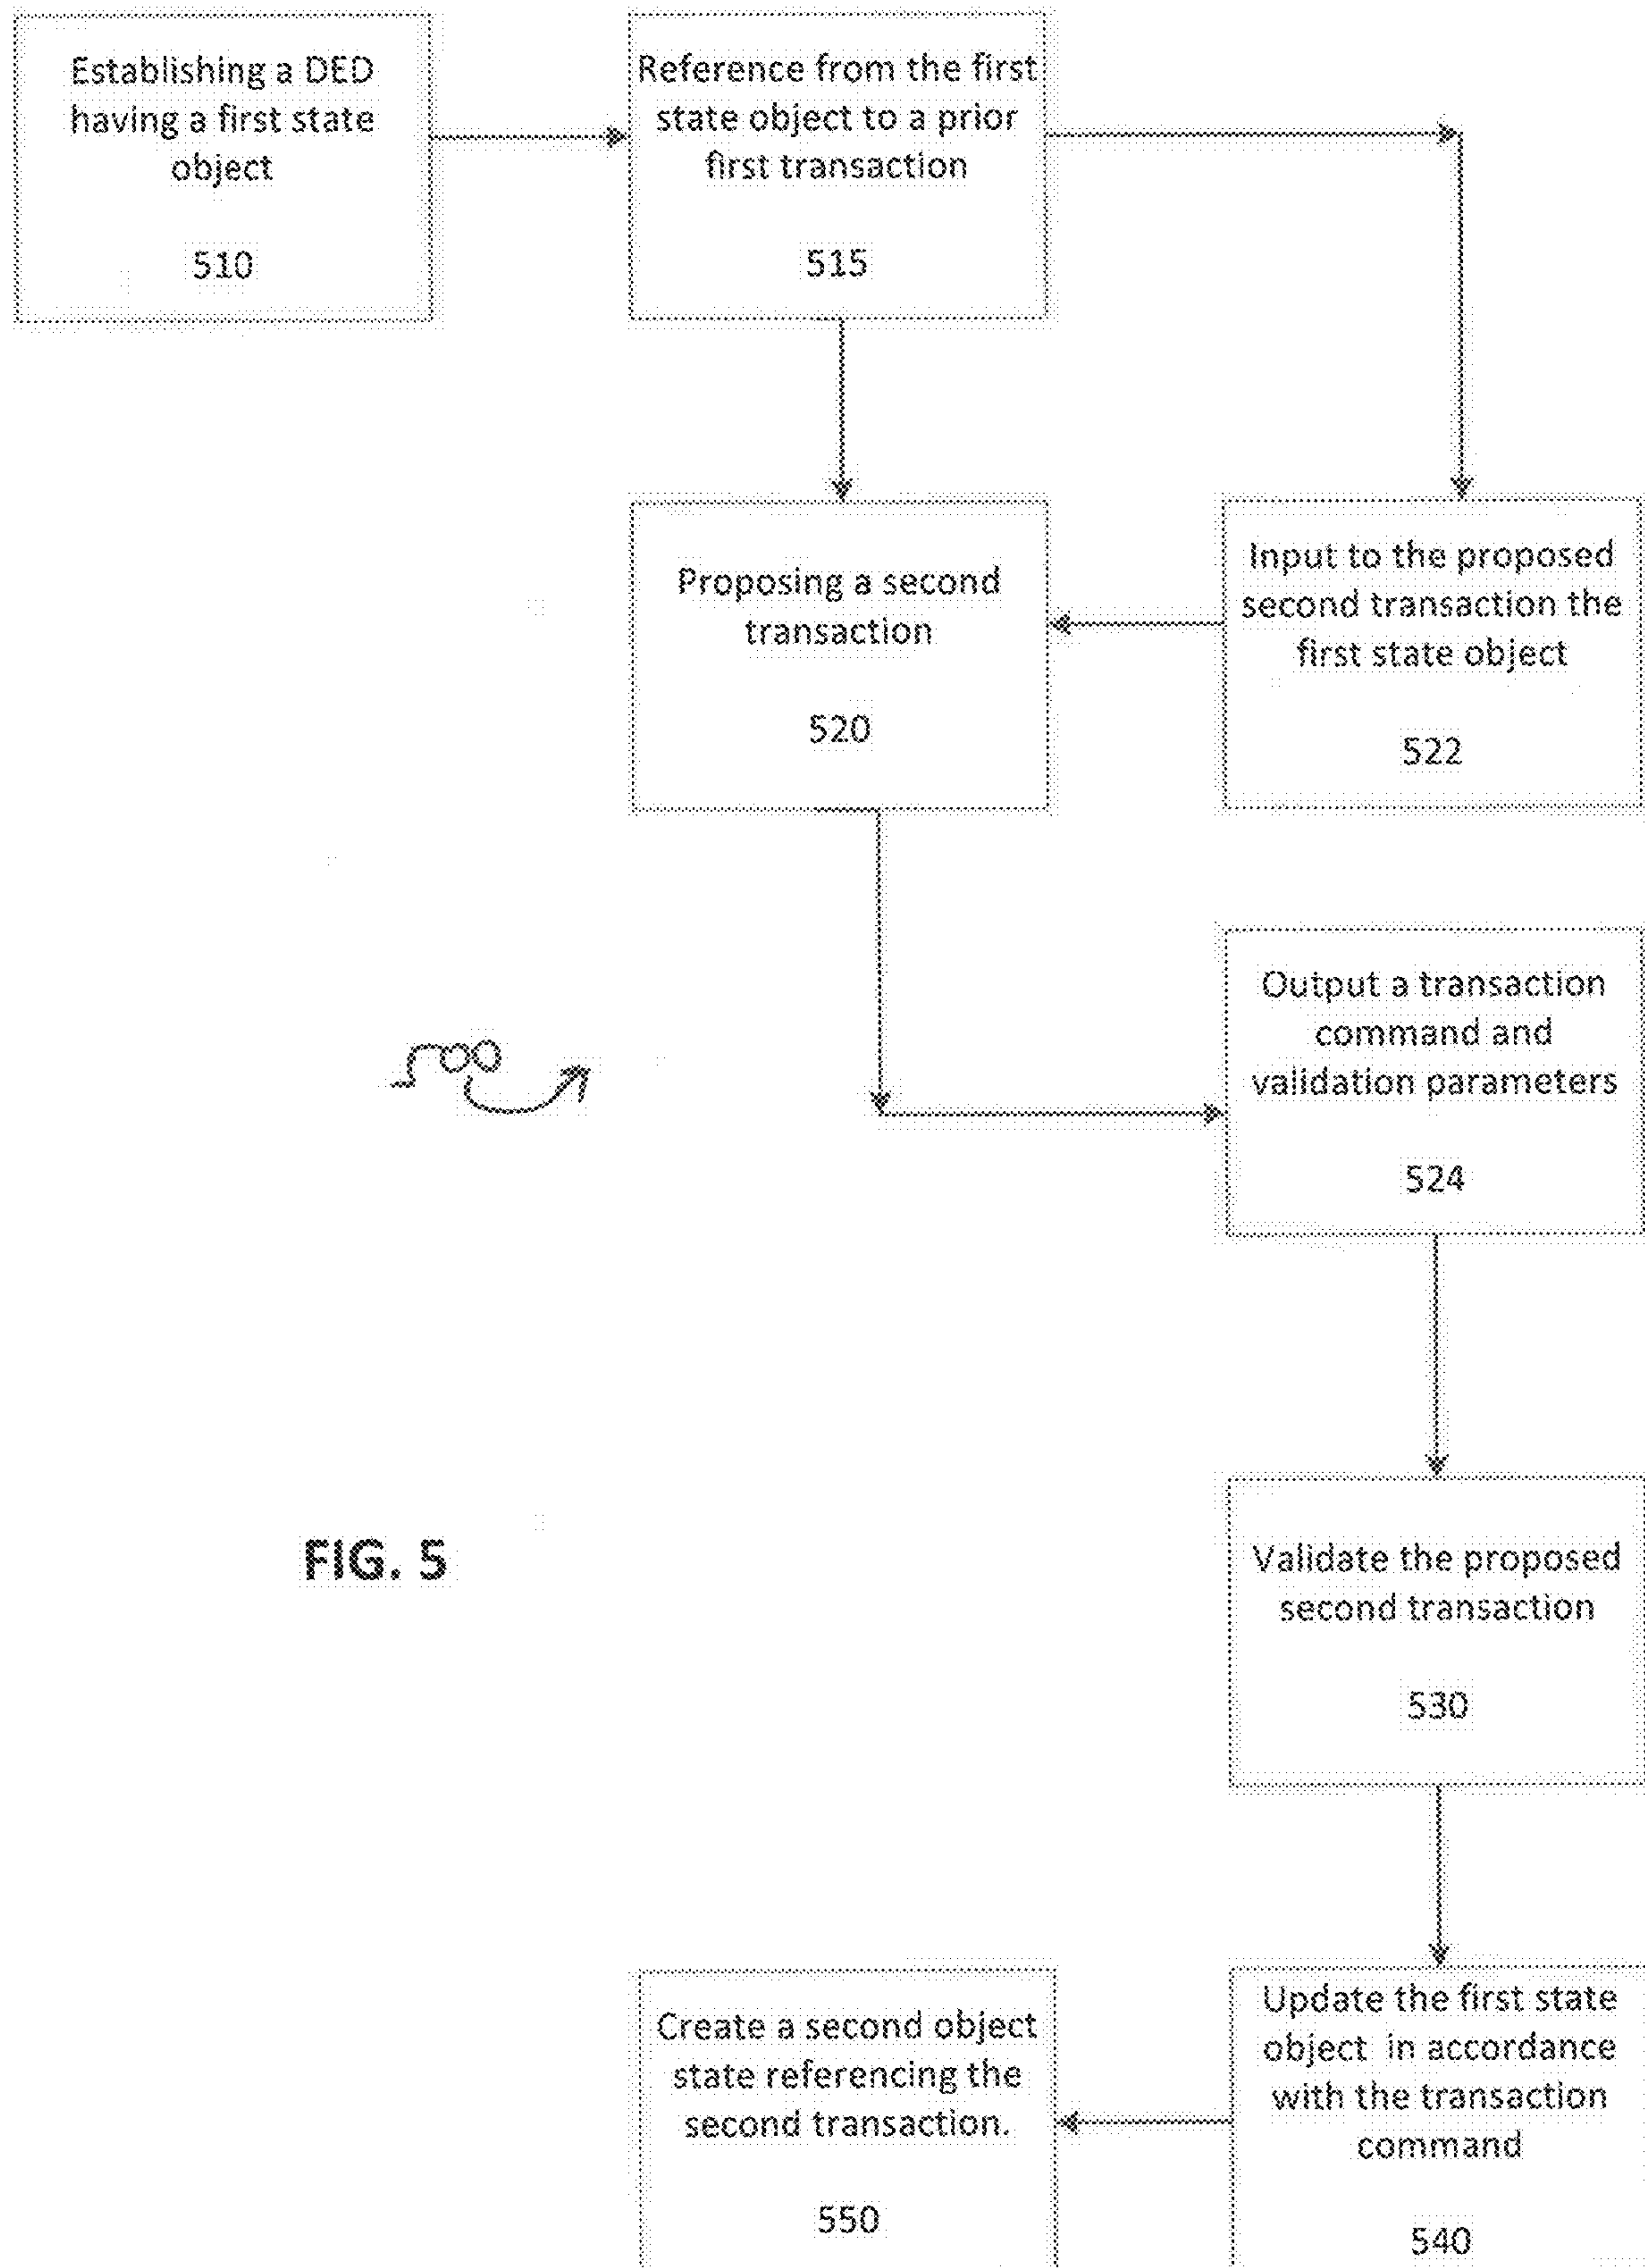 Establishing a DED
having a first state
object
510
Reference from the first
state object to a prior
first transaction
515
Proposing a second
transaction
520
Input to the proposed
second transaction the
first state object
522
Output a transaction
command and
validation parameters
524
500
FIG. 5
Validate the proposed
second transaction
530
Update the first state
object in accordance
with the transaction
command
540
Create a second object
state referencing the
second transaction.
550